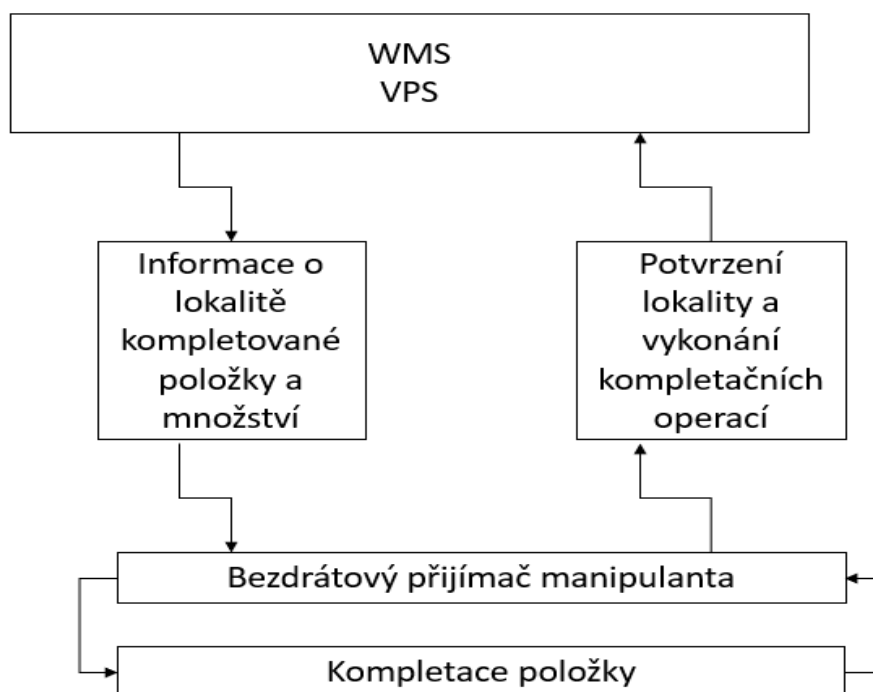 WMS
VPS
Informace o
lokalitě
kompletované
položky a
množství
Potvrzení
lokality a
vykonání
kompletačních
operací
Bezdrátový přijímač manipulanta
Kompletace položky